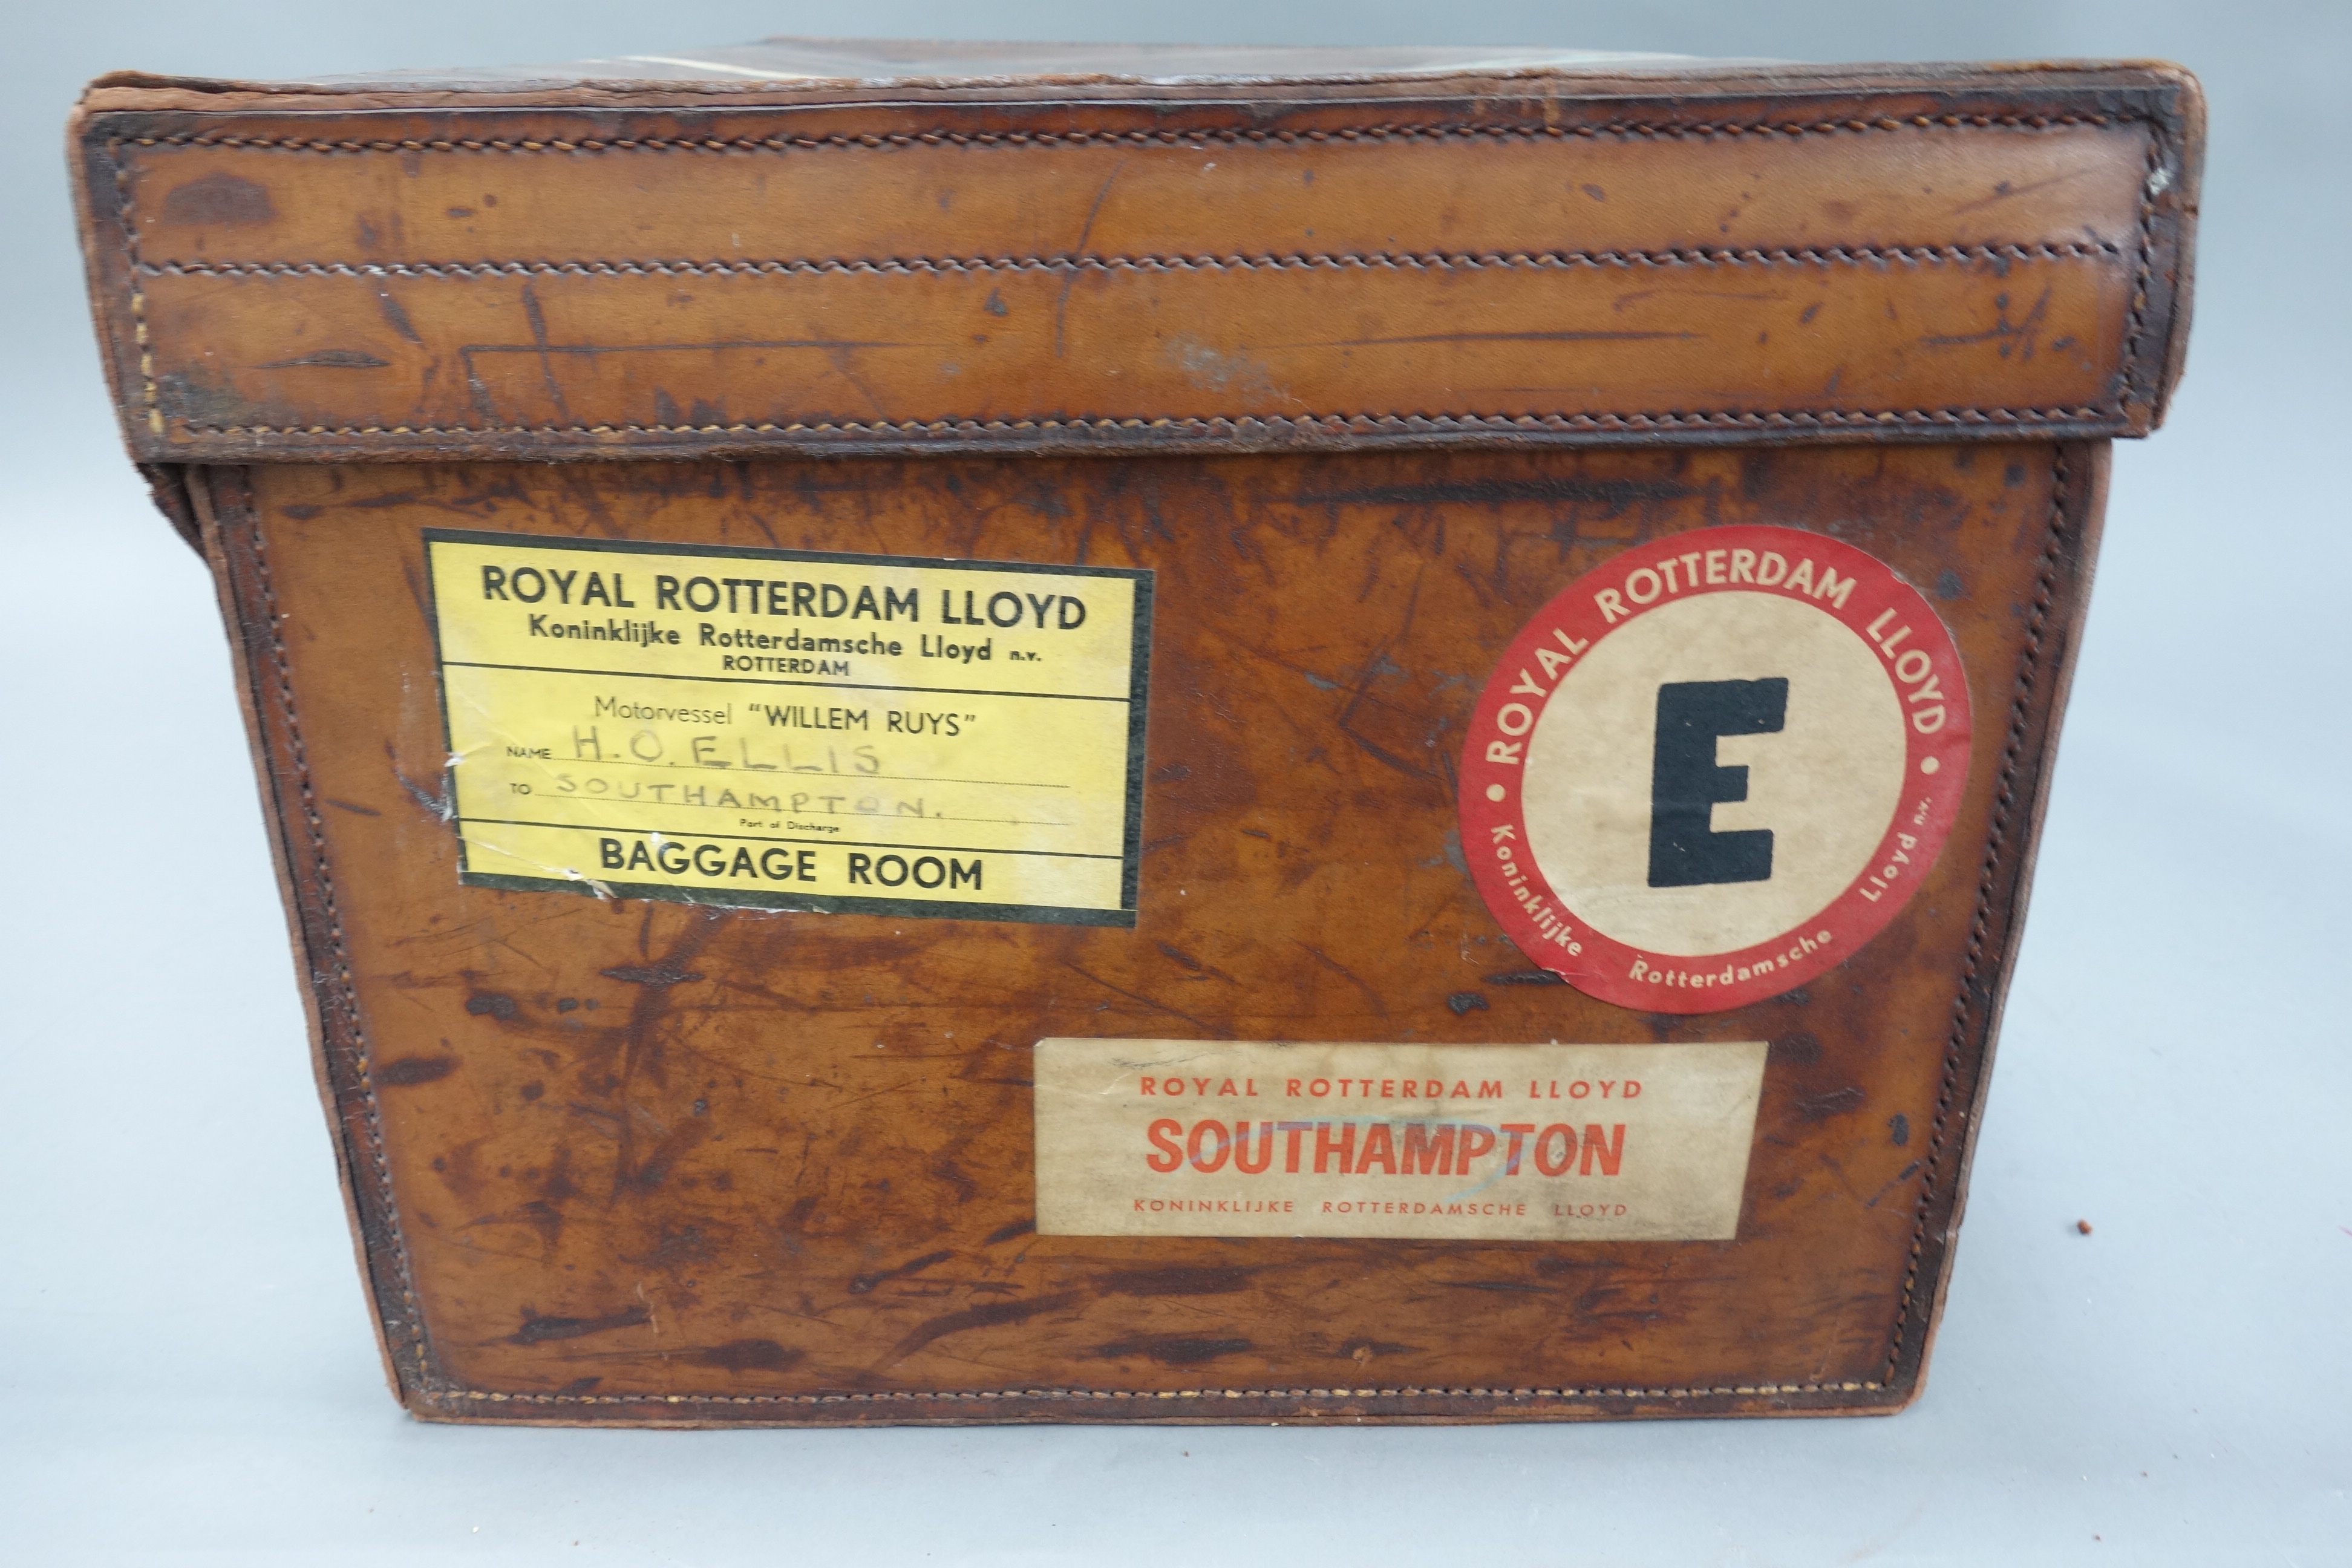 ROYAL ROTTERDAM LLOYD
Koninklijke Rotterdamsche Lloyd n.v.
ROTTERDAM
Motorvessel "WILLEM RUYS"
NAME H.O. ELLIS
TO SOUTHAMPTON.
Port of Discharge
BAGGAGE ROOM
• ROYAL ROTTERDAM LLOYD •
E
Koninklijke Rotterdamsche Lloyd n.v.
ROYAL ROTTERDAM LLOYD
SOUTHAMPTON
KONINKLIJKE ROTTERDAMSCHE LLOYD